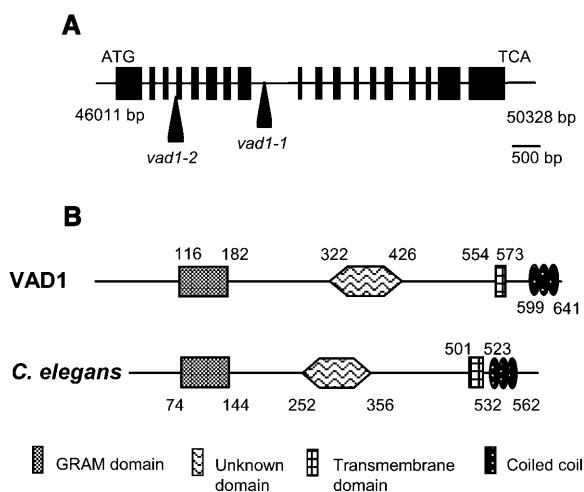 A
ATG
TCA
46011 bp
50328 bp
vad1-2
vad1-1
500 bp
B
116 182 322 426 554 573
VAD1
599 641
501 523
C. elegans
74 144 252 356 532 562
GRAM domain
Unknown
domain
Transmembrane
domain
Coiled coil